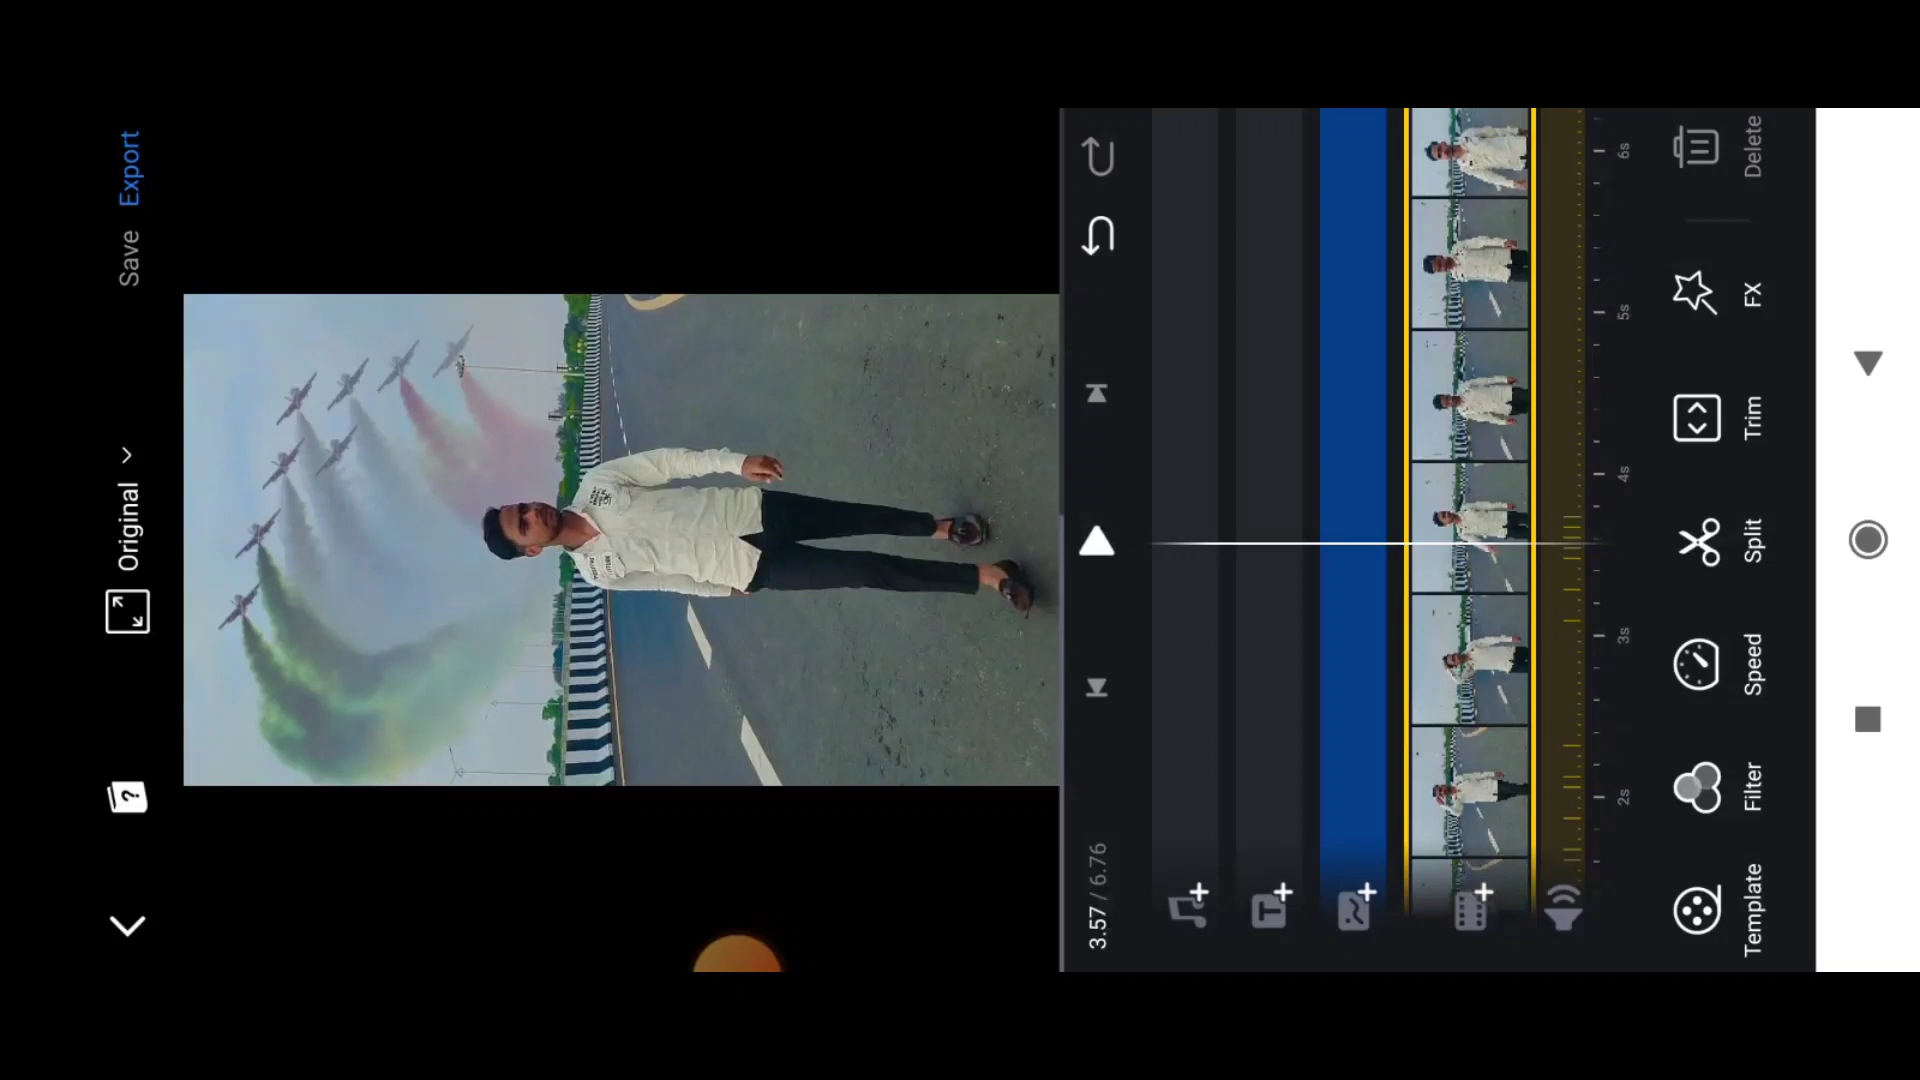 Original
Save
Export
3.57 / 6.76
2s
3s
4s
5s
6s
Template
Filter
Speed
Split
Trim
FX
Delete